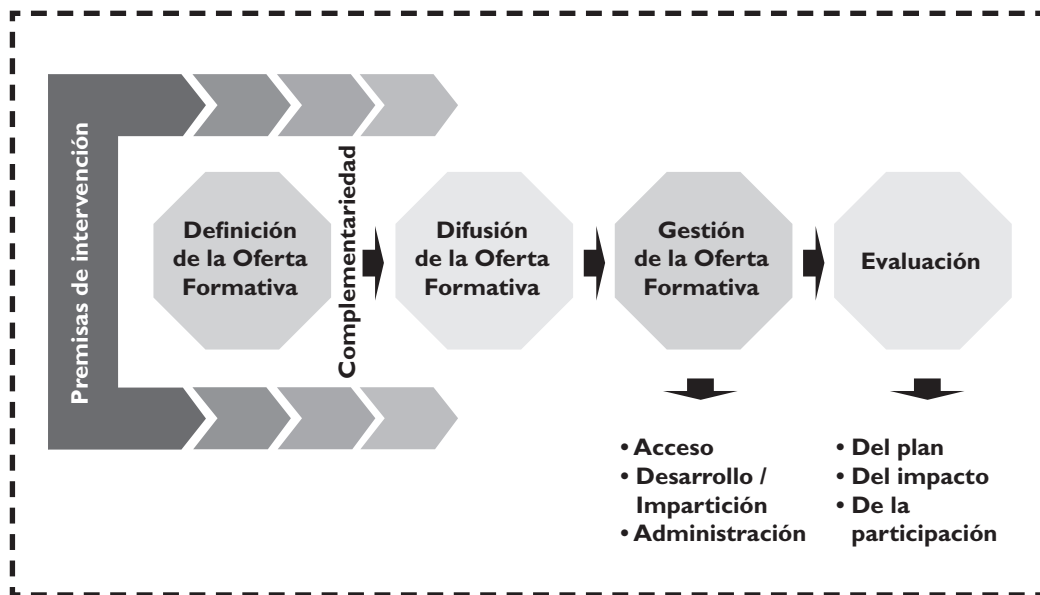 Premisas de intervención
Definición
de la Oferta
Formativa
Complementariedad
Difusión
de la Oferta
Formativa
Gestión
de la Oferta
Formativa
Evaluación
• Acceso
• Desarrollo /
Impartición
• Administración
• Del plan
• Del impacto
• De la
participación